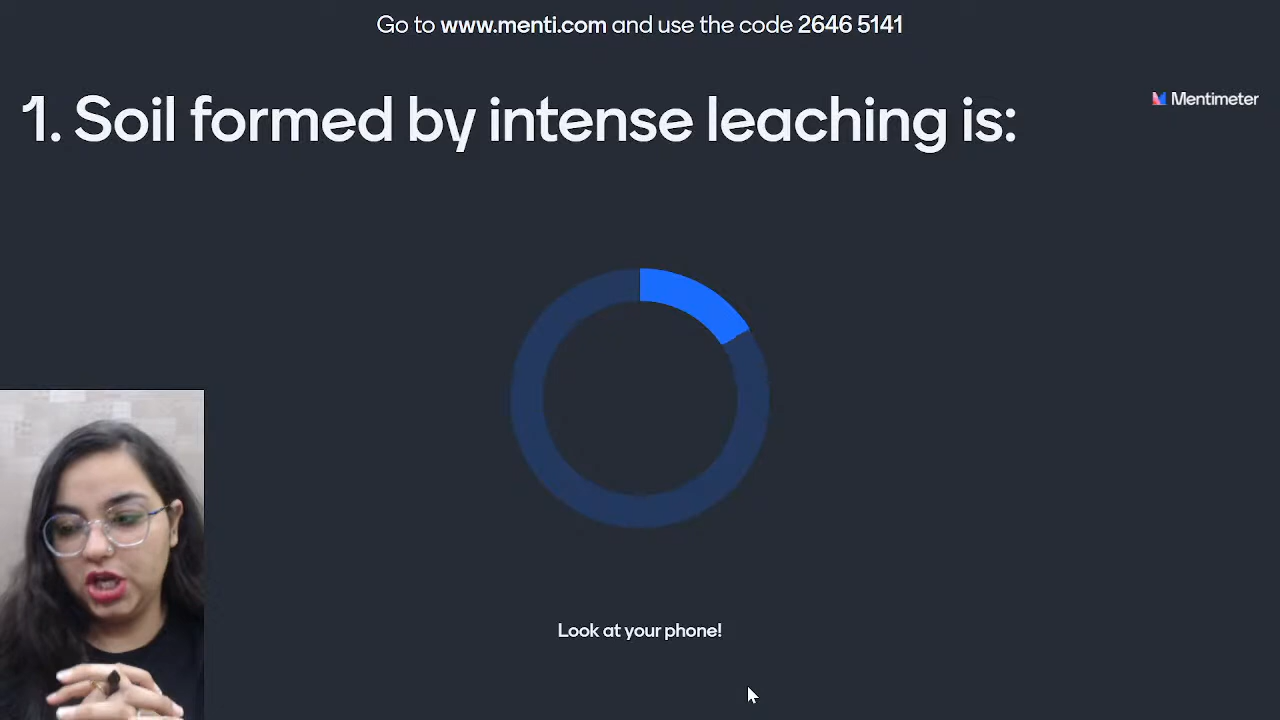 Go to www.menti.com and use the code 2646 5141
Mentimeter
1. Soil formed by intense leaching is:
Look at your phone!